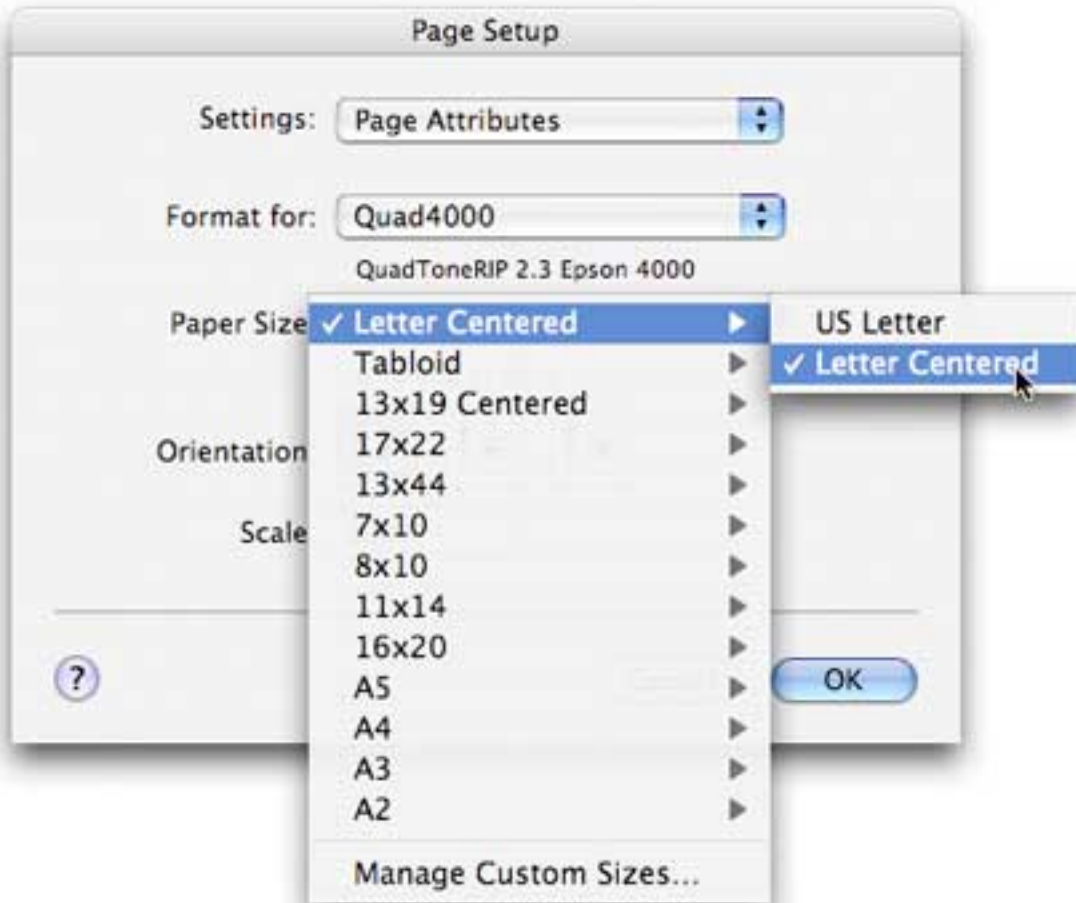 Page Setup
Settings: Page Attributes
Format for: Quad4000
QuadToneRIP 2.3 Epson 4000
Paper Size ✓ Letter Centered
US Letter
✓ Letter Centered
Tabloid
13x19 Centered
17x22
Orientation
13x44
7x10
Scale
8x10
11x14
16x20
A5
A4
A3
A2
Manage Custom Sizes...
?
OK